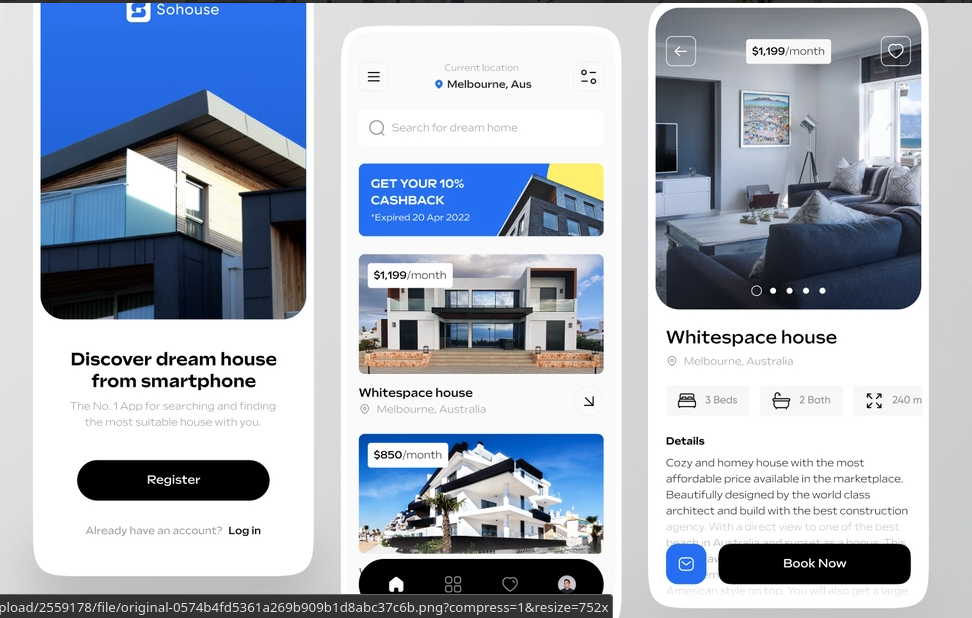 Sohouse
Discover dream house
from smartphone
The No. 1 App for searching and finding
the most suitable house with you.
Register
Already have an account? Log in
Current location
Melbourne, Aus
Search for dream home
GET YOUR 10%
CASHBACK
*Expired 20 Apr 2022
$1,199/month
Whitespace house
Melbourne, Australia
$850/month
$1,199/month
Whitespace house
Melbourne, Australia
3 Beds
2 Bath
240 m
Details
Cozy and homey house with the most
affordable price available in the marketplace.
Beautifully designed by the world class
architect and build with the best construction
agency. With a direct view to one of the best
beach in Australia and sunset as a bonus. This
Book Now
American style on top. You will also get a large
pload/2559178/file/original-0574b4fd5361a269b909b1d8abc37c6b.png?compress=1&resize=752x